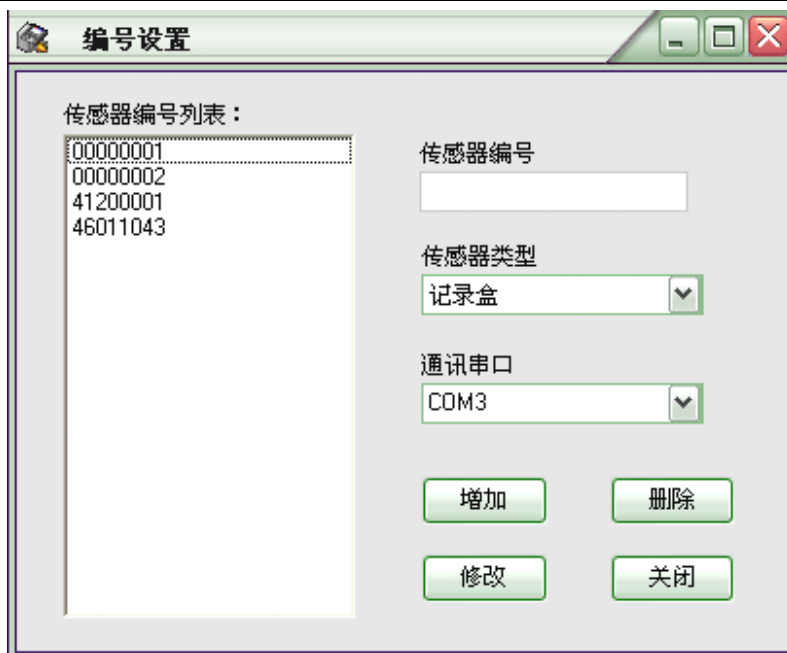 编号设置
传感器编号列表：
00000001
00000002
41200001
46011043
传感器编号
传感器类型
记录盒
通讯串口
COM3
增加
删除
修改
关闭